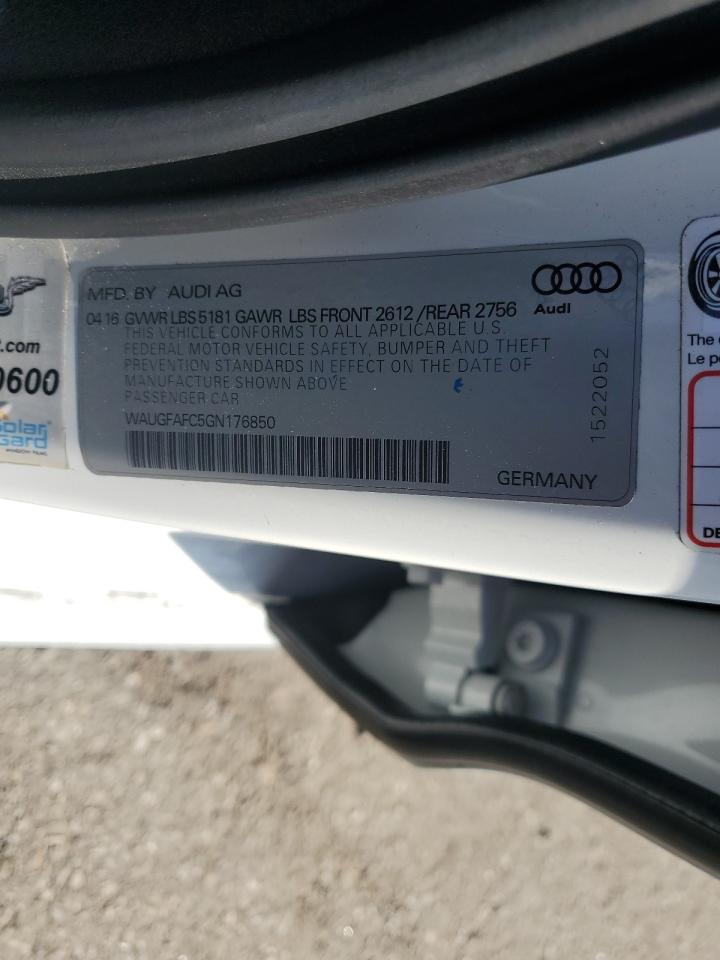 MFD. BY AUDI AG
04 16 GVWR LBS 5181 GAWR LBS FRONT 2612 / REAR 2756
THIS VEHICLE CONFORMS TO ALL APPLICABLE U.S.
FEDERAL MOTOR VEHICLE SAFETY, BUMPER AND THEFT
PREVENTION STANDARDS IN EFFECT ON THE DATE OF
MANUFACTURE SHOWN ABOVE
PASSENGER CAR
WAUGFAFC5GN176850
GERMANY
Audi
1522052
.com
0600
Solar
Gard
WINDOW FILMS
The
Le
DE